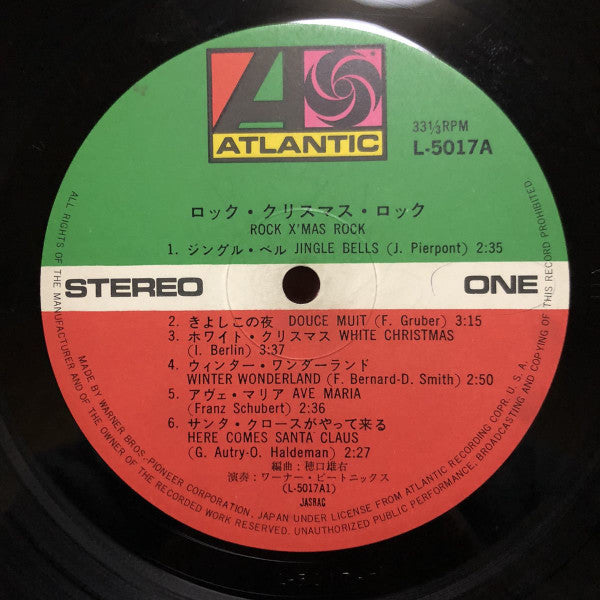 ATLANTIC
33⅓RPM
L-5017A
ロック・クリスマス・ロック
ROCK X'MAS ROCK
1. ジングル・ベル JINGLE BELLS (J. Pierpont) 2:35
STEREO
ONE
2. きよしこの夜 DOUCE MUIT (F. Gruber) 3:15
3. ホワイト・クリスマス WHITE CHRISTMAS
(I. Berlin) 3:37
4. ウィンター・ワンダーランド
WINTER WONDERLAND (F. Bernard-D. Smith) 2:50
5. アヴェ・マリア AVE MARIA
(Franz Schubert) 2:36
6. サンタ・クロースがやって来る
HERE COMES SANTA CLAUS
(G. Autry-O. Haldeman) 2:27
編曲:穂口雄右
演奏:ワーナー・ビートニックス
(L-5017A1)
JASRAC
ALL RIGHTS OF THE MANUFACTURER AND OF THE OWNER OF THE RECORDED WORK RESERVED. UNAUTHORIZED PUBLIC PERFORMANCE, BROADCASTING AND COPYING OF THIS RECORD PROHIBITED
MADE BY WARNER BROS.-PIONEER CORPORATION, JAPAN UNDER LICENSE FROM ATLANTIC RECORDING COPR. U.S.A.